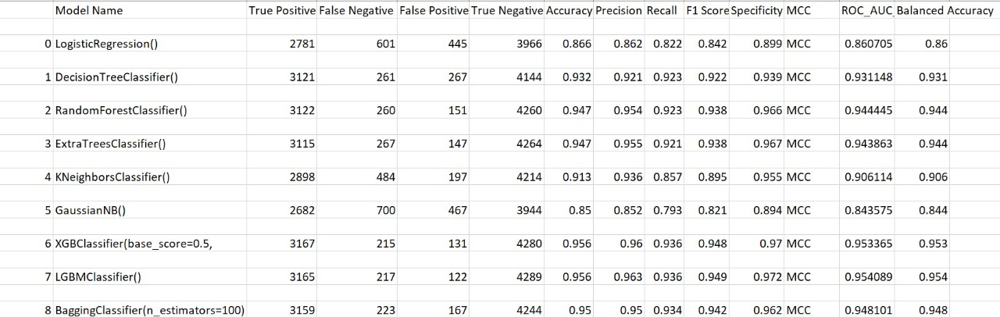 Model Name True Positive False Negative False Positive True Negative Accuracy Precision Recall F1 Score Specificity MCC ROC_AUC_ Balanced Accuracy
0 LogisticRegression() 2781 601 445 3966 0.866 0.862 0.822 0.842 0.899 MCC 0.860705 0.86
1 DecisionTreeClassifier() 3121 261 267 4144 0.932 0.921 0.923 0.922 0.939 MCC 0.931148 0.931
2 RandomForestClassifier() 3122 260 151 4260 0.947 0.954 0.923 0.938 0.966 MCC 0.944445 0.944
3 ExtraTreesClassifier() 3115 267 147 4264 0.947 0.955 0.921 0.938 0.967 MCC 0.943863 0.944
4 KNeighborsClassifier() 2898 484 197 4214 0.913 0.936 0.857 0.895 0.955 MCC 0.906114 0.906
5 GaussianNB() 2682 700 467 3944 0.85 0.852 0.793 0.821 0.894 MCC 0.843575 0.844
6 XGBClassifier(base_score=0.5, 3167 215 131 4280 0.956 0.96 0.936 0.948 0.97 MCC 0.953365 0.953
7 LGBMClassifier() 3165 217 122 4289 0.956 0.963 0.936 0.949 0.972 MCC 0.954089 0.954
8 BaggingClassifier(n_estimators=100) 3159 223 167 4244 0.95 0.95 0.934 0.942 0.962 MCC 0.948101 0.948